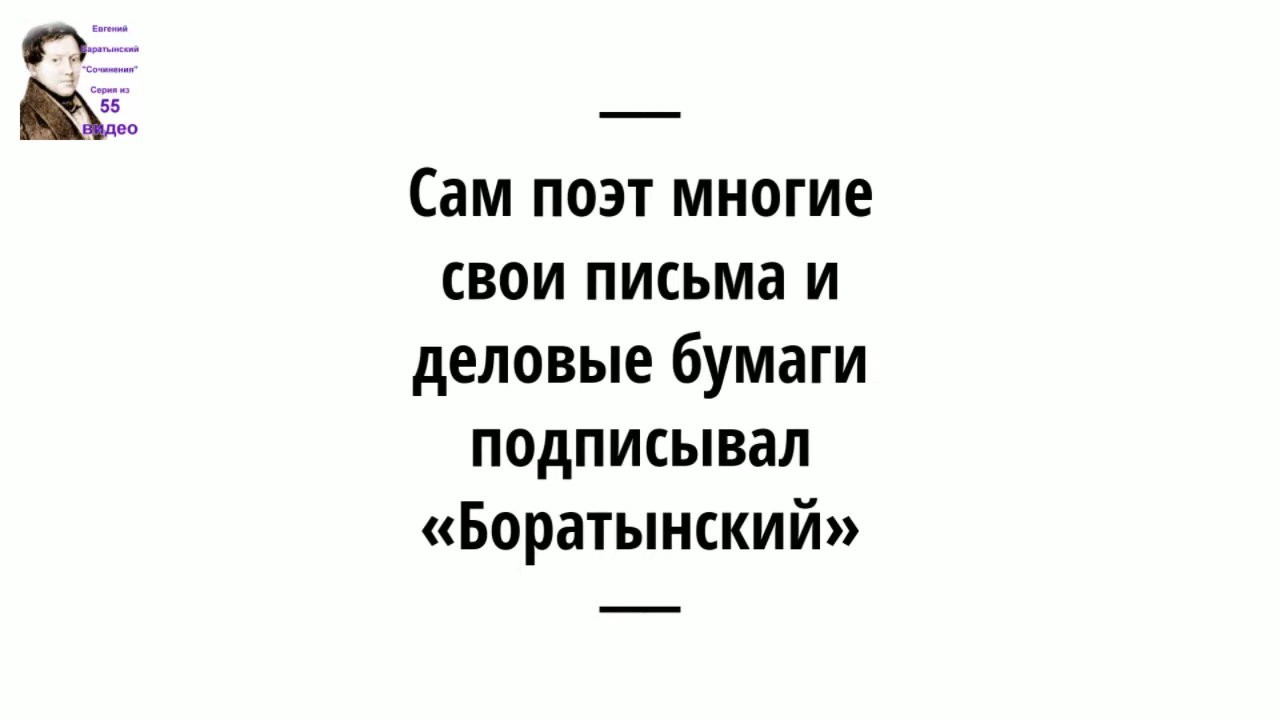 Евгений
Баратынский
"Сочинения"
Серия из
55
видео
Сам поэт многие
свои письма и
деловые бумаги
подписывал
«Боратынский»